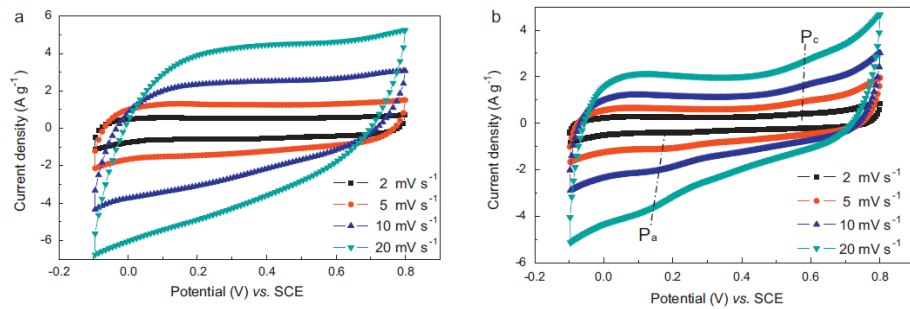 a
Current density (A g⁻¹)
6
4
2
0
-2
-4
-6
-0.2
0.0
0.2
0.4
0.6
0.8
Potential (V) vs. SCE
2 mV s⁻¹
5 mV s⁻¹
10 mV s⁻¹
20 mV s⁻¹
b
Current density (A g⁻¹)
4
2
0
-2
-4
-6
-0.2
0.0
0.2
0.4
0.6
0.8
Potential (V) vs. SCE
Pc
Pa
2 mV s⁻¹
5 mV s⁻¹
10 mV s⁻¹
20 mV s⁻¹